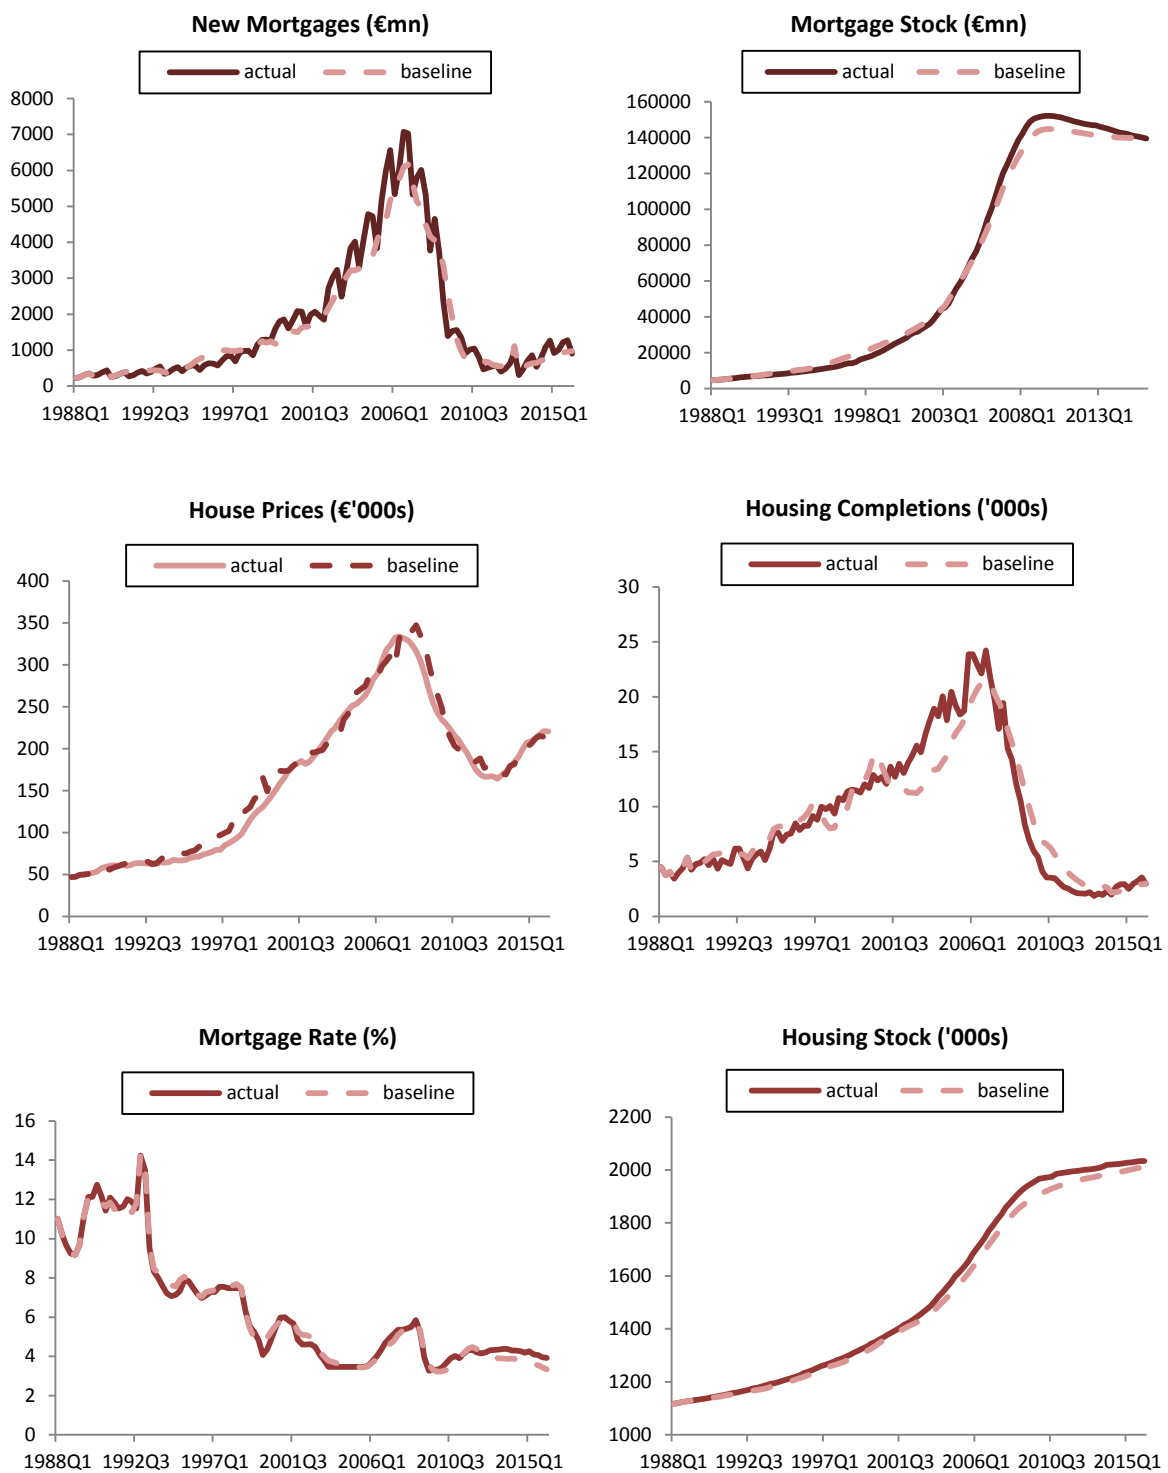 New Mortgages (€mn)
actual baseline
8000
7000
6000
5000
4000
3000
2000
1000
0
1988Q1 1992Q3 1997Q1 2001Q3 2006Q1 2010Q3 2015Q1
Mortgage Stock (€mn)
actual baseline
160000
140000
120000
100000
80000
60000
40000
20000
0
1988Q1 1993Q1 1998Q1 2003Q1 2008Q1 2013Q1
House Prices (€'000s)
actual baseline
400
350
300
250
200
150
100
50
0
1988Q1 1992Q3 1997Q1 2001Q3 2006Q1 2010Q3 2015Q1
Housing Completions ('000s)
actual baseline
30
25
20
15
10
5
0
1988Q1 1992Q3 1997Q1 2001Q3 2006Q1 2010Q3 2015Q1
Mortgage Rate (%)
actual baseline
16
14
12
10
8
6
4
2
0
1988Q1 1992Q3 1997Q1 2001Q3 2006Q1 2010Q3 2015Q1
Housing Stock ('000s)
actual baseline
2200
2000
1800
1600
1400
1200
1000
1988Q1 1992Q3 1997Q1 2001Q3 2006Q1 2010Q3 2015Q1